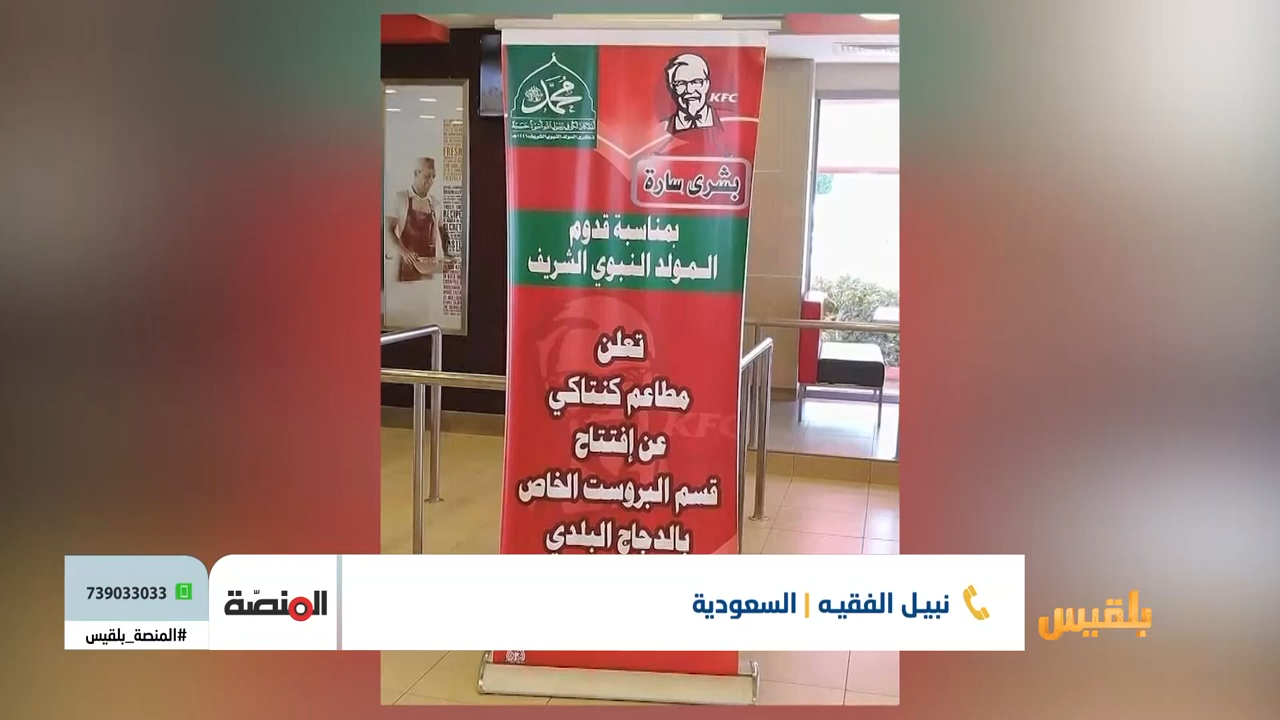 محمد
KFC
بشرى سارة
بمناسبة قدوم
المولد النبوي الشريف
تعلن
مطاعم كنتاكي
عن إفتتاح
قسم البروست الخاص
بالدجاج البلدي
KFC
نبيل الفقيه | السعودية
المنصّة
739033033
#المنصة_بلقيس
بلقيس